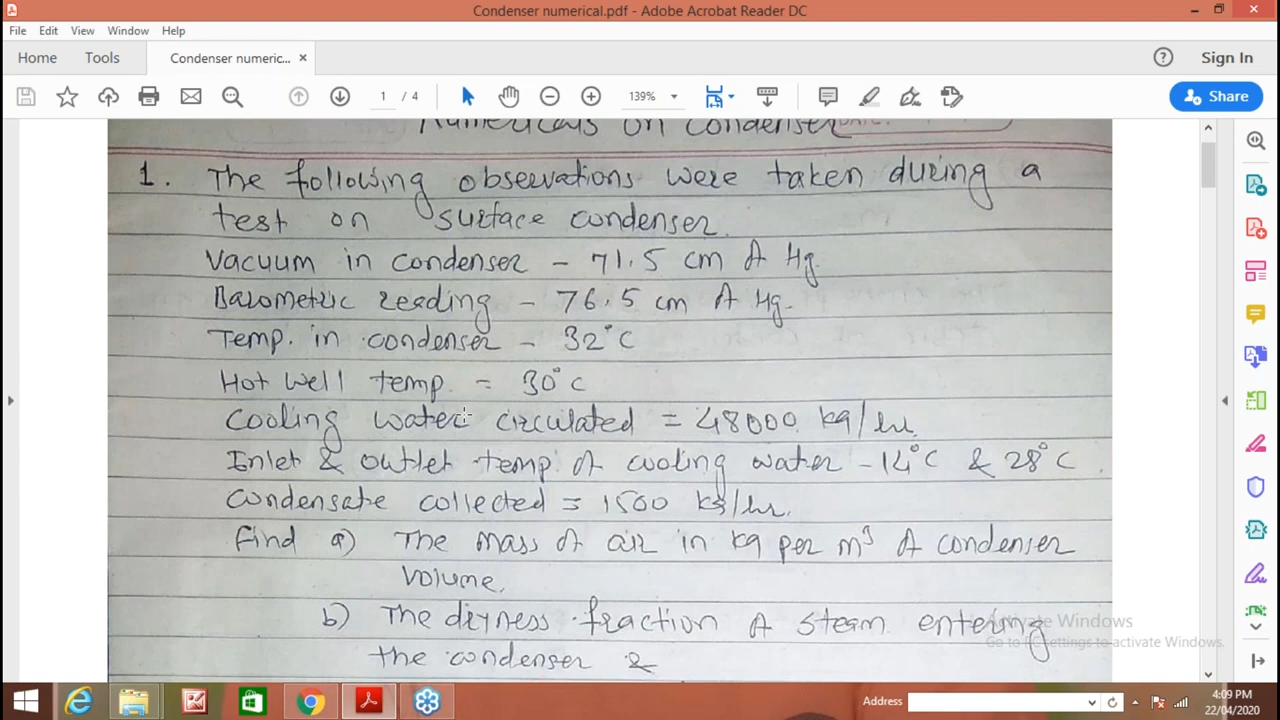 Condenser numerical.pdf - Adobe Acrobat Reader DC
File Edit View Window Help
Home Tools Condenser numeric... × Sign In
1 / 4 139% Share
Numericals on Condenser
1. The following observations were taken during a
test on surface condenser.
Vacuum in condenser - 71.5 cm of Hg.
Barometric reading - 76.5 cm of Hg.
Temp. in condenser - 32°C
Hot well temp. = 30°C
Cooling water circulated = 48000 kg/hr.
Inlet & outlet temp. of cooling water - 14°C & 28°C.
Condensate collected = 1500 kg/hr.
Find a) The mass of air in kg per m³ of condenser
volume.
b) The dryness fraction of steam entering
the condenser &
Activate Windows
Go to PC settings to activate Windows.
Address
4:09 PM
22/04/2020